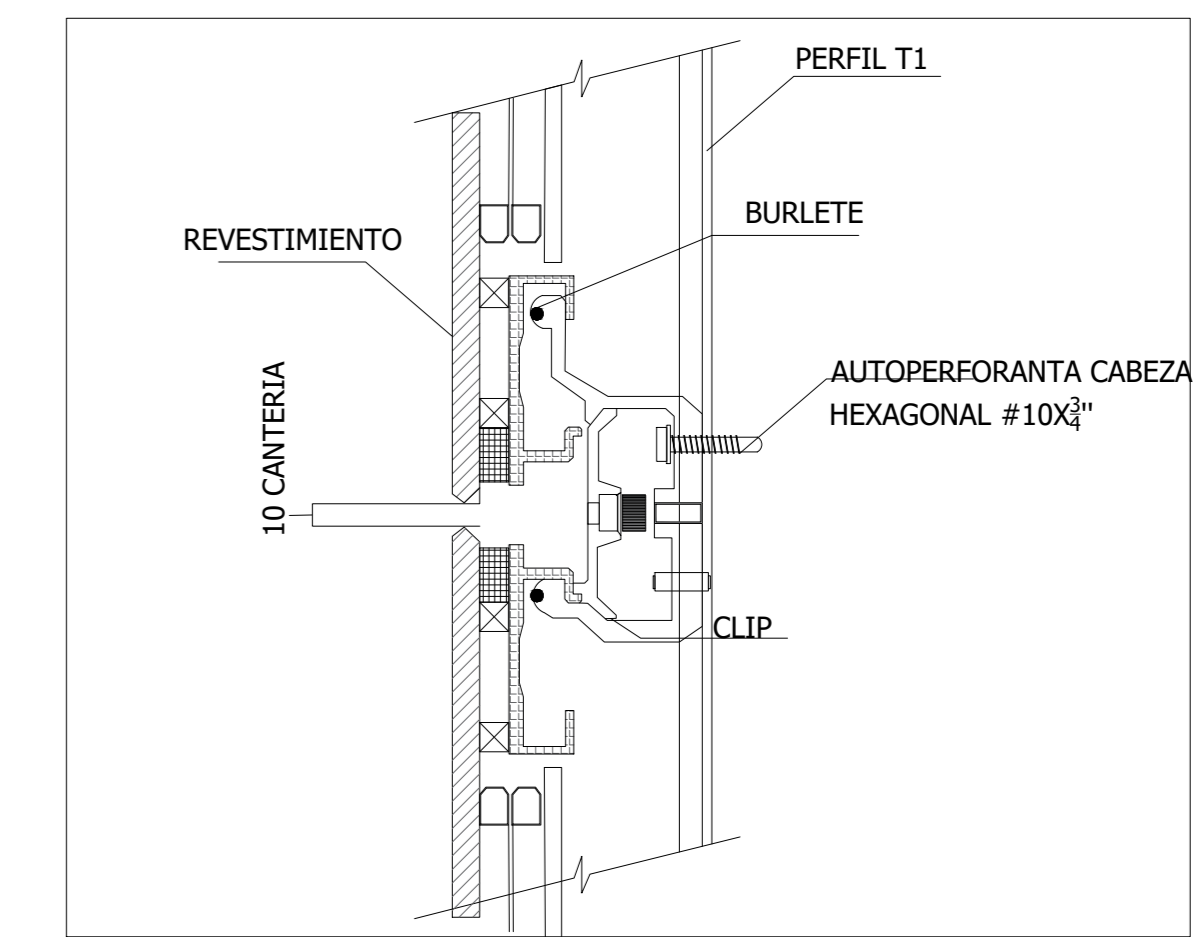 PERFIL T1
BURLETE
REVESTIMIENTO
AUTOPERFORANTA CABEZA
HEXAGONAL #10X¾"
10 CANTERIA
CLIP